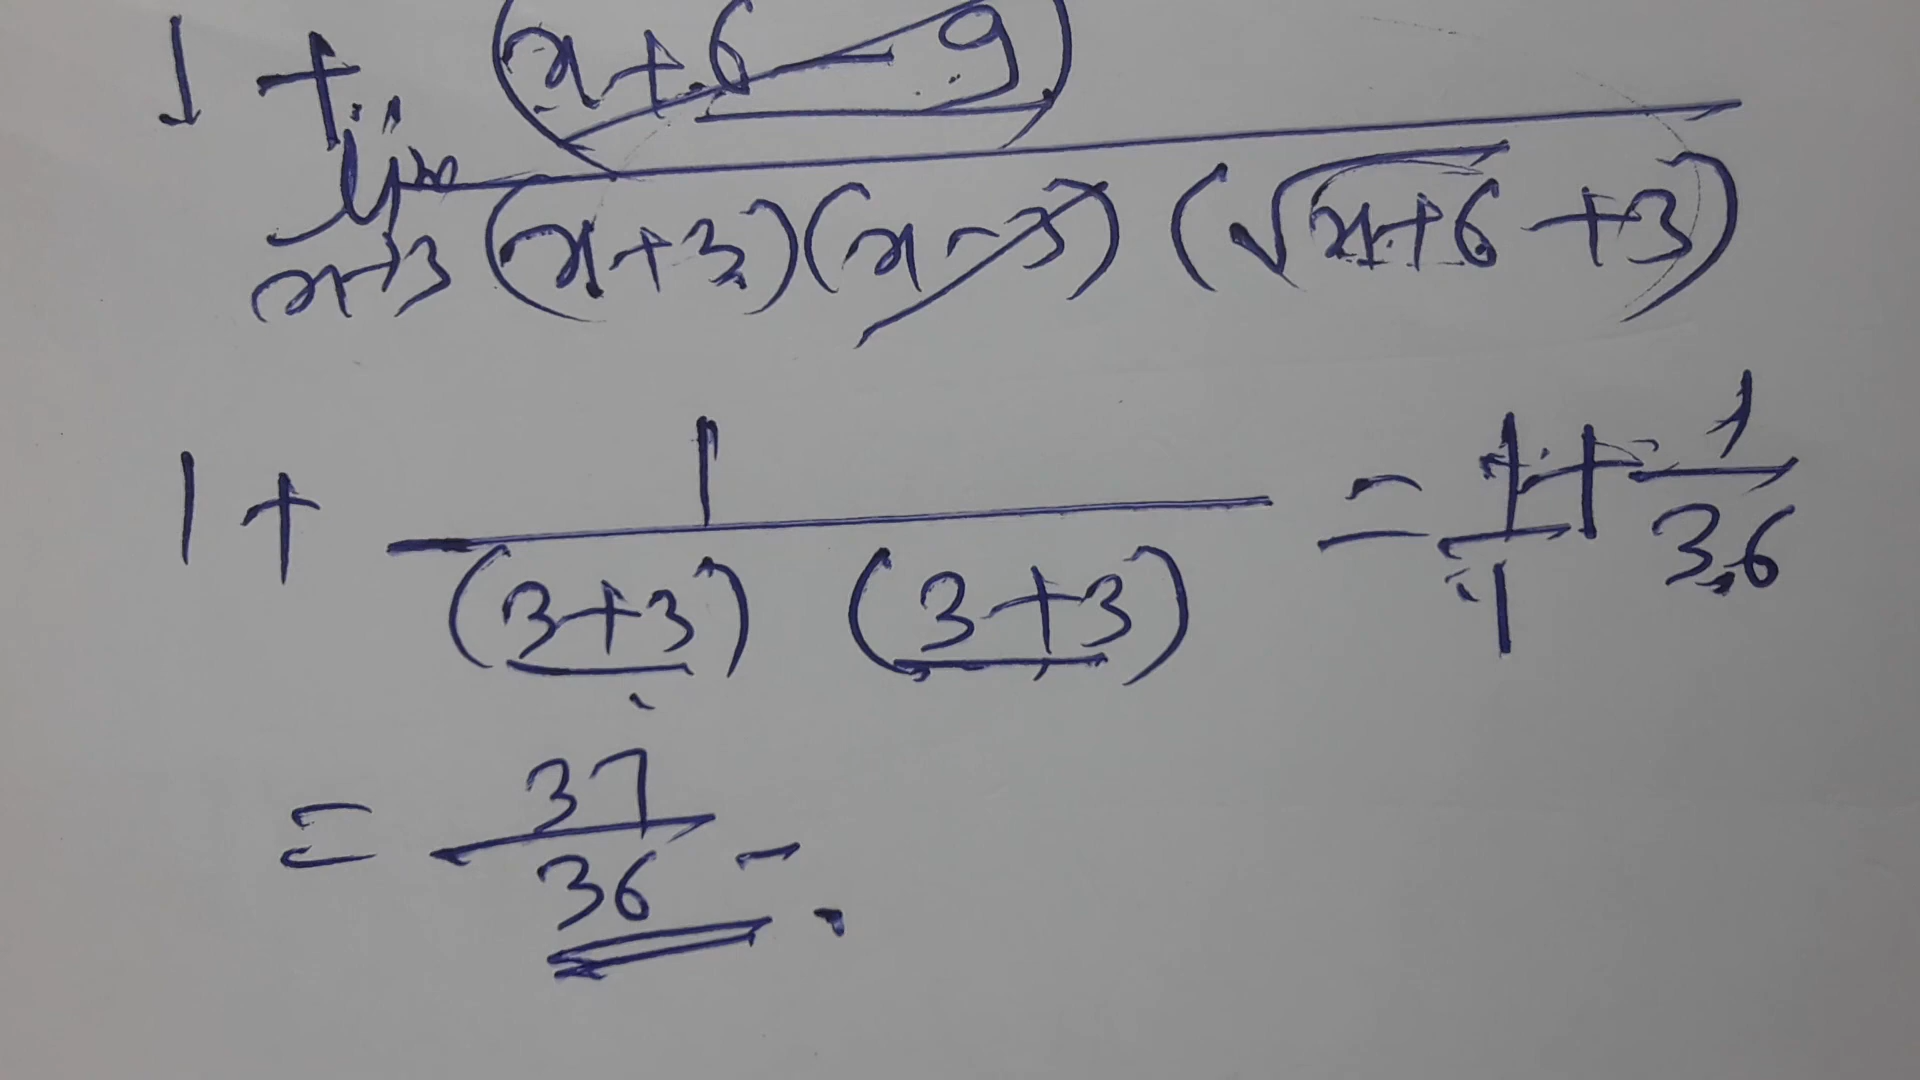 1 + lim x→3 (x+6-9) / (x+3)(x-3) (√x+6 +3)
1 + 1 / (3+3) (3+3) = 1/1 + 1/36
= 37/36